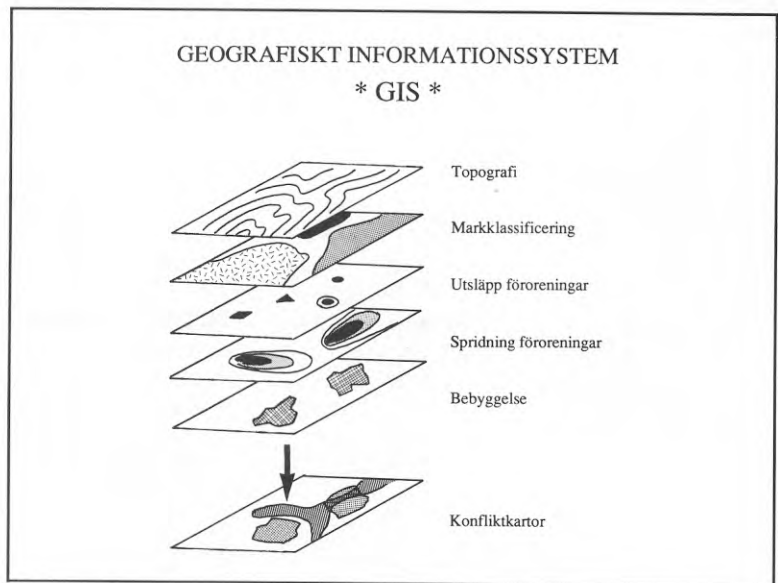 GEOGRAFISKT INFORMATIONSSYSTEM
* GIS *
Topografi
Markklassificering
Utsläpp föroreningar
Spridning föroreningar
Bebyggelse
Konfliktkartor